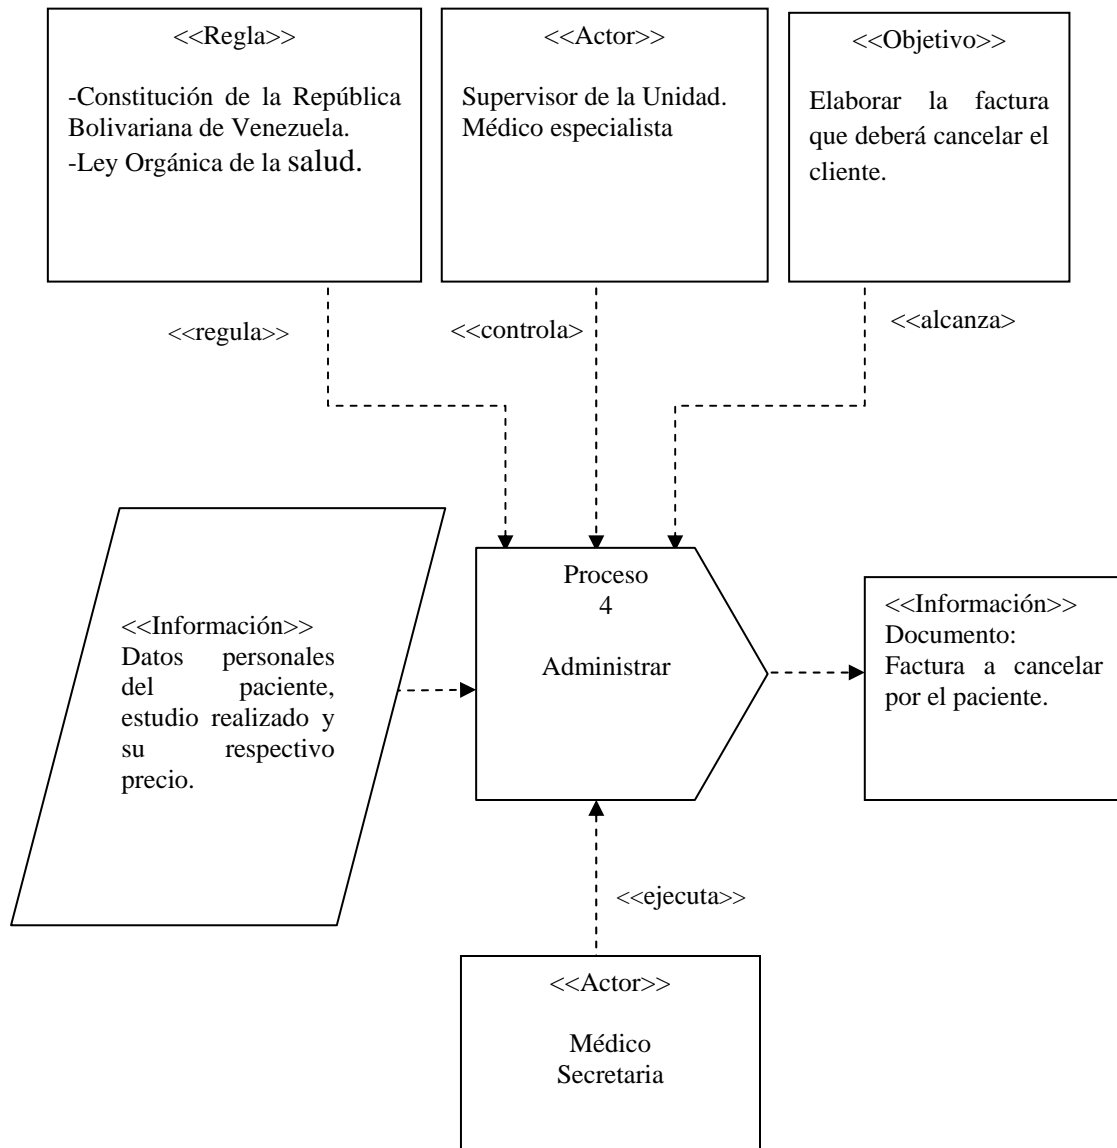 <<Regla>>
-Constitución de la República
Bolivariana de Venezuela.
-Ley Orgánica de la salud.
<<Actor>>
Supervisor de la Unidad.
Médico especialista
<<Objetivo>>
Elaborar la factura
que deberá cancelar el
cliente.
<<regula>>
<<controla>
<<alcanza>
<<Información>>
Datos personales
del paciente,
estudio realizado y
su respectivo
precio.
Proceso
4
Administrar
<<Información>>
Documento:
Factura a cancelar
por el paciente.
<<ejecuta>>
<<Actor>>
Médico
Secretaria